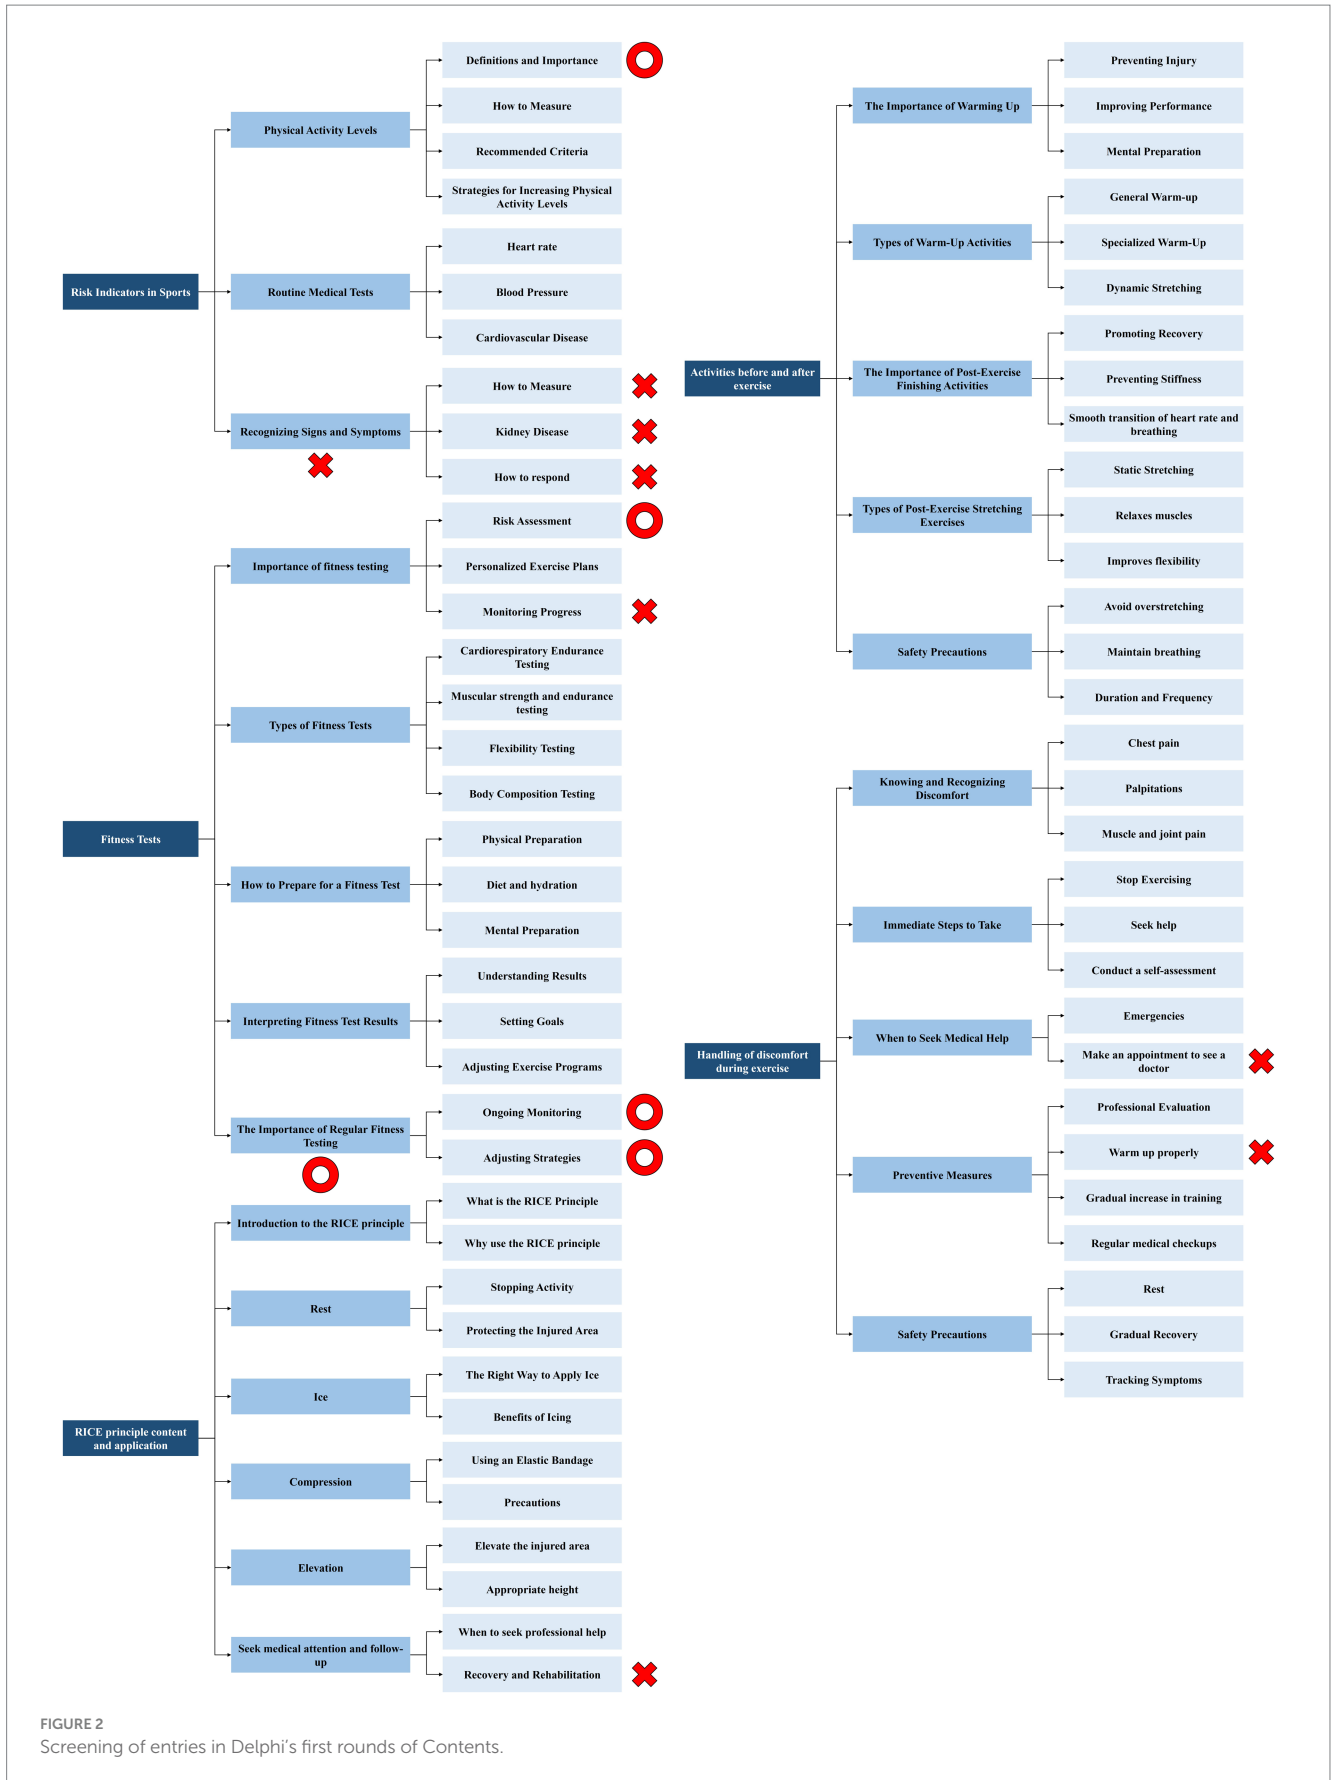 Risk Indicators in Sports
Physical Activity Levels
Definitions and Importance
How to Measure
Recommended Criteria
Strategies for Increasing Physical
Activity Levels
Routine Medical Tests
Heart rate
Blood Pressure
Cardiovascular Disease
Recognizing Signs and Symptoms
How to Measure
Kidney Disease
How to respond
Fitness Tests
Importance of fitness testing
Risk Assessment
Personalized Exercise Plans
Monitoring Progress
Types of Fitness Tests
Cardiorespiratory Endurance
Testing
Muscular strength and endurance
testing
Flexibility Testing
Body Composition Testing
How to Prepare for a Fitness Test
Physical Preparation
Diet and hydration
Mental Preparation
Interpreting Fitness Test Results
Understanding Results
Setting Goals
Adjusting Exercise Programs
The Importance of Regular Fitness
Testing
Ongoing Monitoring
Adjusting Strategies
RICE principle content
and application
Introduction to the RICE principle
What is the RICE Principle
Why use the RICE principle
Rest
Stopping Activity
Protecting the Injured Area
Ice
The Right Way to Apply Ice
Benefits of Icing
Compression
Using an Elastic Bandage
Precautions
Elevation
Elevate the injured area
Appropriate height
Seek medical attention and follow-
up
When to seek professional help
Recovery and Rehabilitation
Activities before and after
exercise
The Importance of Warming Up
Preventing Injury
Improving Performance
Mental Preparation
Types of Warm-Up Activities
General Warm-up
Specialized Warm-Up
Dynamic Stretching
The Importance of Post-Exercise
Finishing Activities
Promoting Recovery
Preventing Stiffness
Smooth transition of heart rate and
breathing
Types of Post-Exercise Stretching
Exercises
Static Stretching
Relaxes muscles
Improves flexibility
Safety Precautions
Avoid overstretching
Maintain breathing
Duration and Frequency
Handling of discomfort
during exercise
Knowing and Recognizing
Discomfort
Chest pain
Palpitations
Muscle and joint pain
Immediate Steps to Take
Stop Exercising
Seek help
Conduct a self-assessment
When to Seek Medical Help
Emergencies
Make an appointment to see a
doctor
Preventive Measures
Professional Evaluation
Warm up properly
Gradual increase in training
Regular medical checkups
Safety Precautions
Rest
Gradual Recovery
Tracking Symptoms
FIGURE 2
Screening of entries in Delphi's first rounds of Contents.